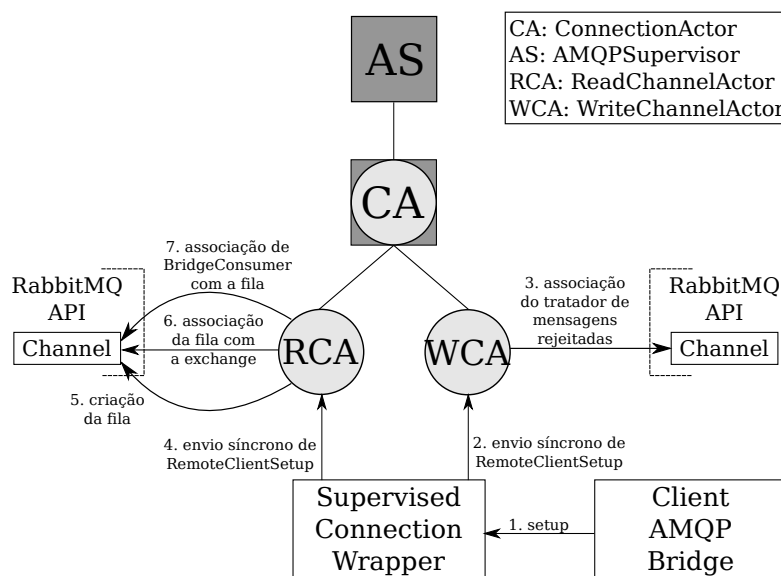 AS
CA: ConnectionActor
AS: AMQPSupervisor
RCA: ReadChannelActor
WCA: WriteChannelActor
CA
7. associação de
BridgeConsumer
com a fila
RabbitMQ
API
Channel
6. associação
da fila com
a exchange
5. criação
da fila
RCA
WCA
3. associação
do tratador de
mensagens
rejeitadas
RabbitMQ
API
Channel
4. envio síncrono de
RemoteClientSetup
2. envio síncrono de
RemoteClientSetup
Supervised
Connection
Wrapper
1. setup
Client
AMQP
Bridge